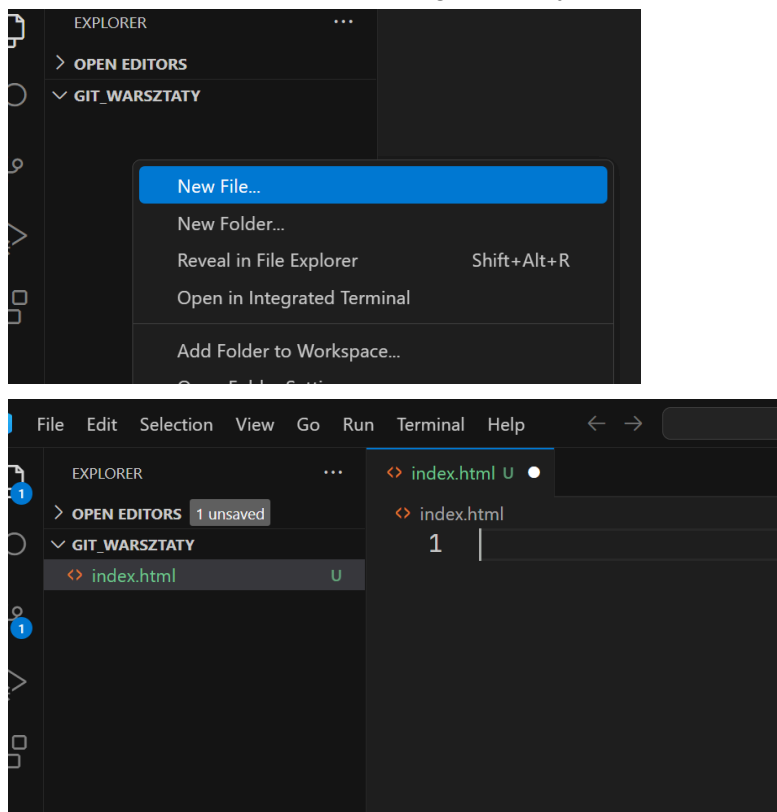 EXPLORER ...
> OPEN EDITORS
GIT_WARSZTATY
New File...
New Folder...
Reveal in File Explorer Shift+Alt+R
Open in Integrated Terminal
Add Folder to Workspace...
File Edit Selection View Go Run Terminal Help
EXPLORER ...
index.html U
1
OPEN EDITORS 1 unsaved
index.html
GIT_WARSZTATY
1
index.html U
1